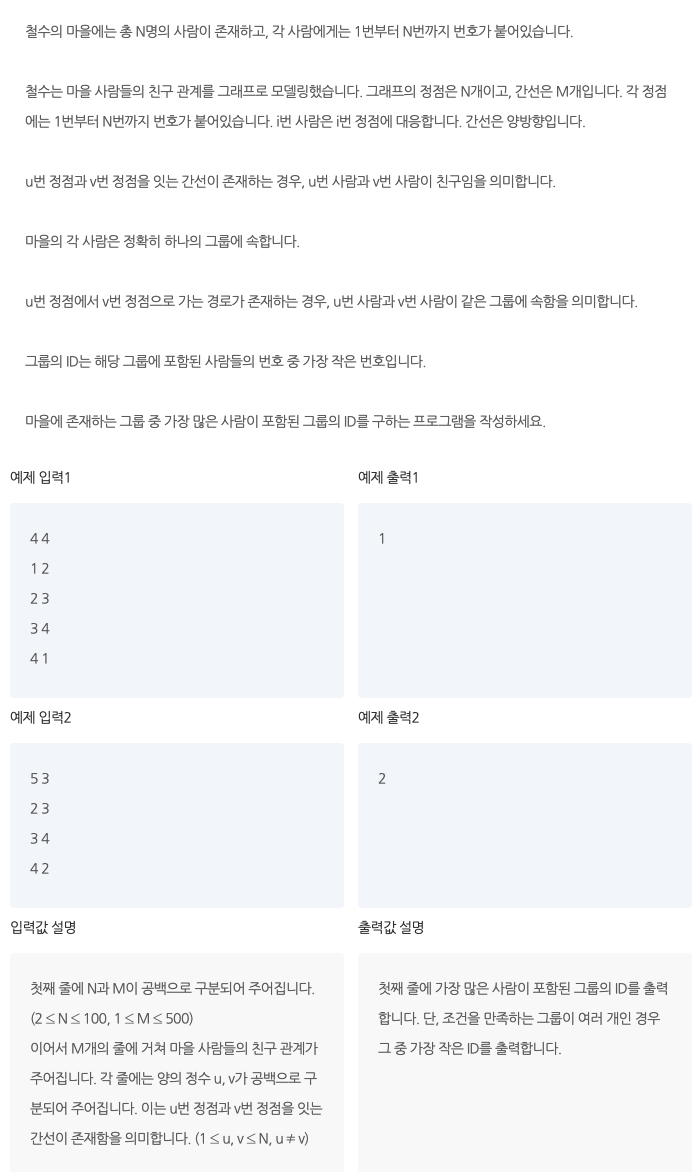 철수의 마을에는 총 N명의 사람이 존재하고, 각 사람에게는 1번부터 N번까지 번호가 붙어있습니다.
철수는 마을 사람들의 친구 관계를 그래프로 모델링했습니다. 그래프의 정점은 N개이고, 간선은 M개입니다. 각 정점
에는 1번부터 N번까지 번호가 붙어있습니다. i번 사람은 i번 정점에 대응합니다. 간선은 양방향입니다.
u번 정점과 v번 정점을 잇는 간선이 존재하는 경우, u번 사람과 v번 사람이 친구임을 의미합니다.
마을의 각 사람은 정확히 하나의 그룹에 속합니다.
u번 정점에서 v번 정점으로 가는 경로가 존재하는 경우, u번 사람과 v번 사람이 같은 그룹에 속함을 의미합니다.
그룹의 ID는 해당 그룹에 포함된 사람들의 번호 중 가장 작은 번호입니다.
마을에 존재하는 그룹 중 가장 많은 사람이 포함된 그룹의 ID를 구하는 프로그램을 작성하세요.
예제 입력1
4 4
1 2
2 3
3 4
4 1
예제 출력1
1
예제 입력2
5 3
2 3
3 4
4 2
예제 출력2
2
입력값 설명
첫째 줄에 N과 M이 공백으로 구분되어 주어집니다.
(2 ≤ N ≤ 100, 1 ≤ M ≤ 500)
이어서 M개의 줄에 거쳐 마을 사람들의 친구 관계가
주어집니다. 각 줄에는 양의 정수 u, v가 공백으로 구
분되어 주어집니다. 이는 u번 정점과 v번 정점을 잇는
간선이 존재함을 의미합니다. (1 ≤ u, v ≤ N, u ≠ v)
출력값 설명
첫째 줄에 가장 많은 사람이 포함된 그룹의 ID를 출력
합니다. 단, 조건을 만족하는 그룹이 여러 개인 경우
그 중 가장 작은 ID를 출력합니다.